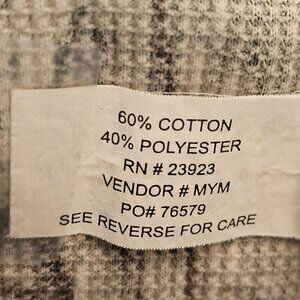 60% COTTON
40% POLYESTER
RN # 23923
VENDOR # MYM
PO# 76579
SEE REVERSE FOR CARE